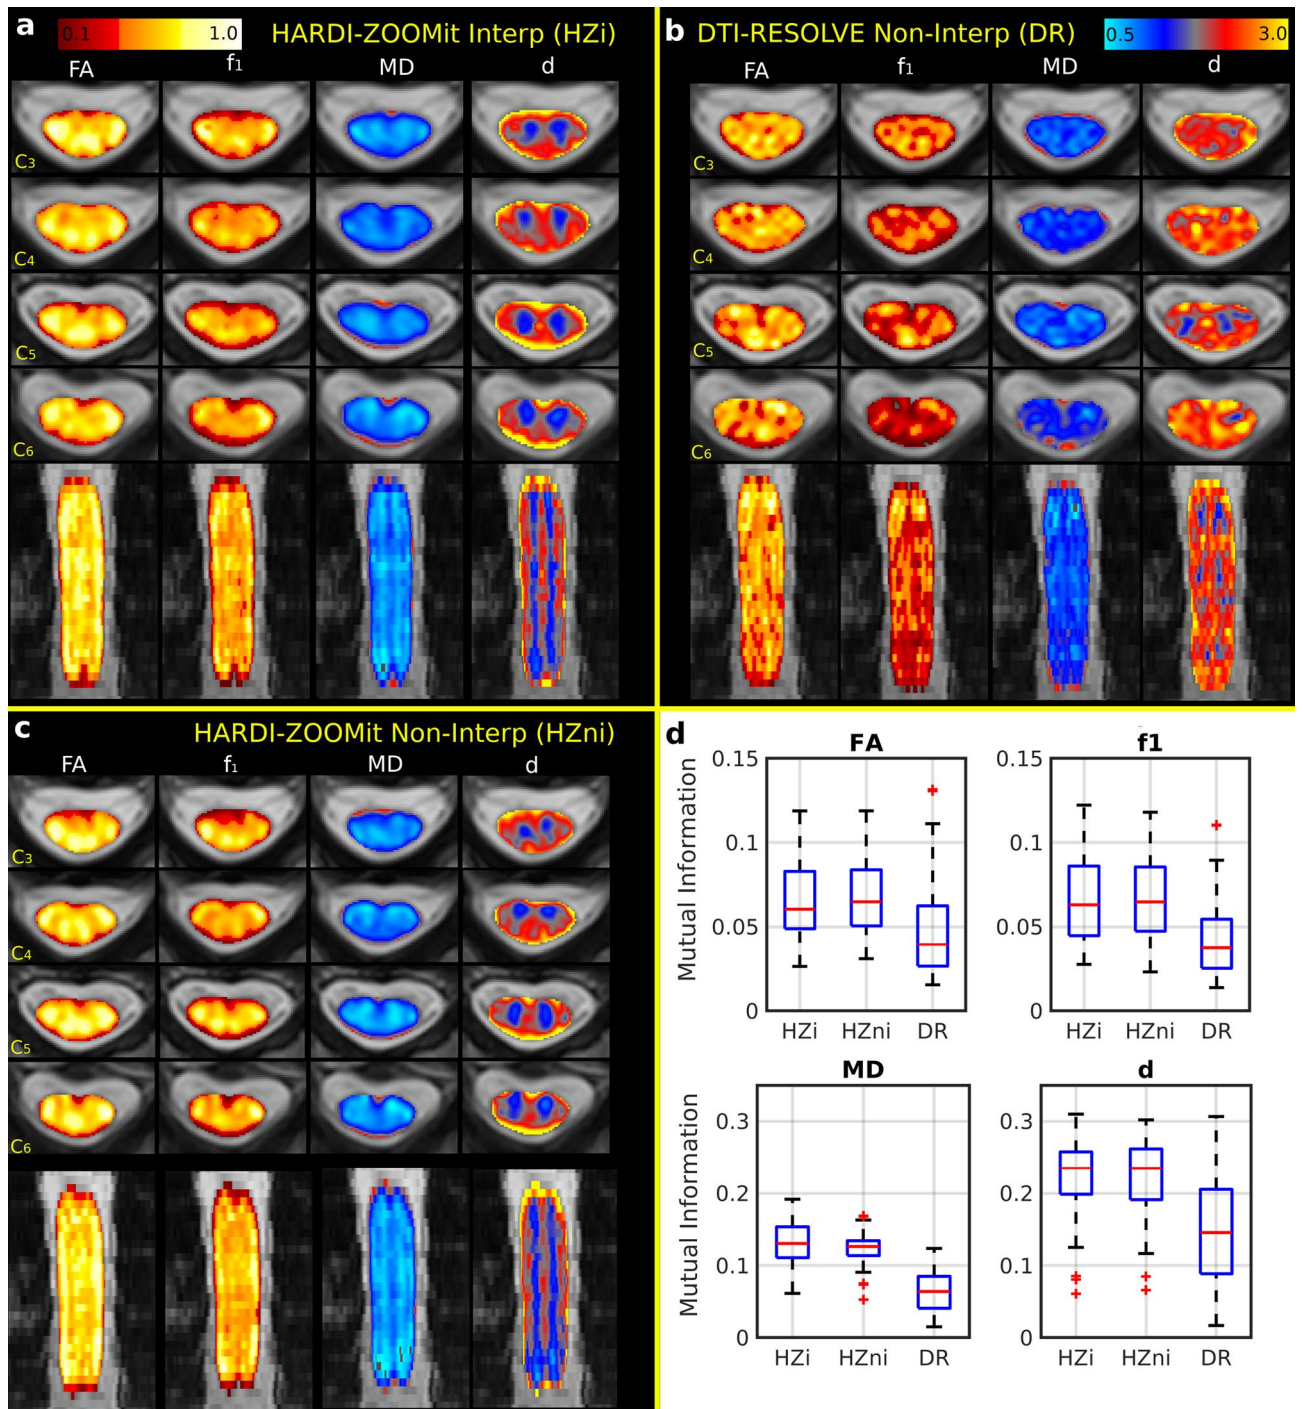 a
0.1 1.0
HARDI-ZOOMit Interp (HZi)
FA f₁ MD d
C₃
C₄
C₅
C₆
b
DTI-RESOLVE Non-Interp (DR)
0.5 3.0
FA f₁ MD d
C₃
C₄
C₅
C₆
c
HARDI-ZOOMit Non-Interp (HZni)
FA f₁ MD d
C₃
C₄
C₅
C₆
d
FA
Mutual Information
0.15
0.1
0.05
0
HZi HZni DR
f1
0.15
0.1
0.05
0
HZi HZni DR
MD
Mutual Information
0.3
0.2
0.1
0
HZi HZni DR
d
0.3
0.2
0.1
0
HZi HZni DR